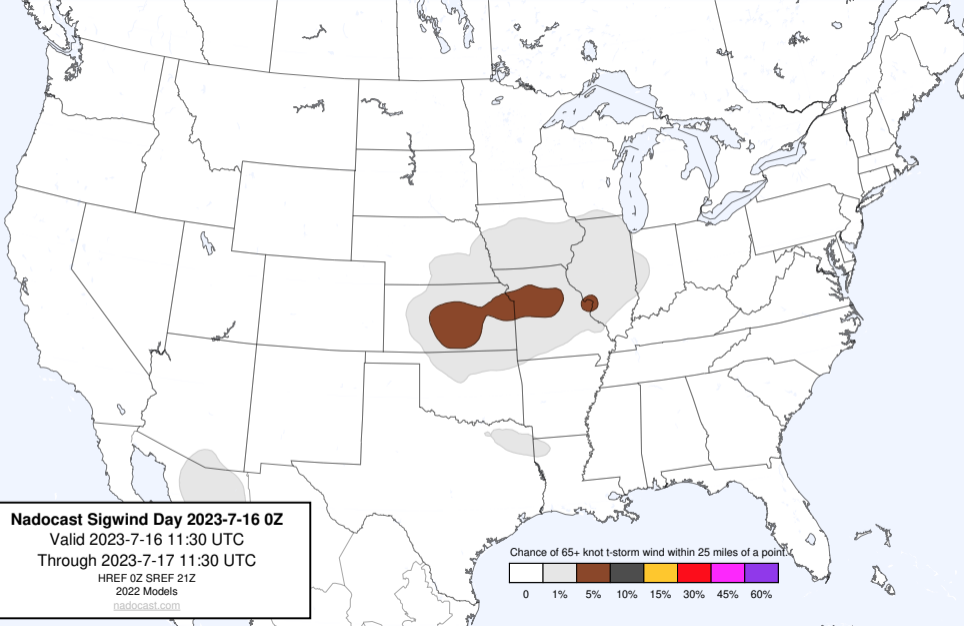 Nadocast Sigwind Day 2023-7-16 0Z
Valid 2023-7-16 11:30 UTC
Through 2023-7-17 11:30 UTC
HREF 0Z SREF 21Z
2022 Models
nadocast.com
Chance of 65+ knot t-storm wind within 25 miles of a point.
0 1% 5% 10% 15% 30% 45% 60%